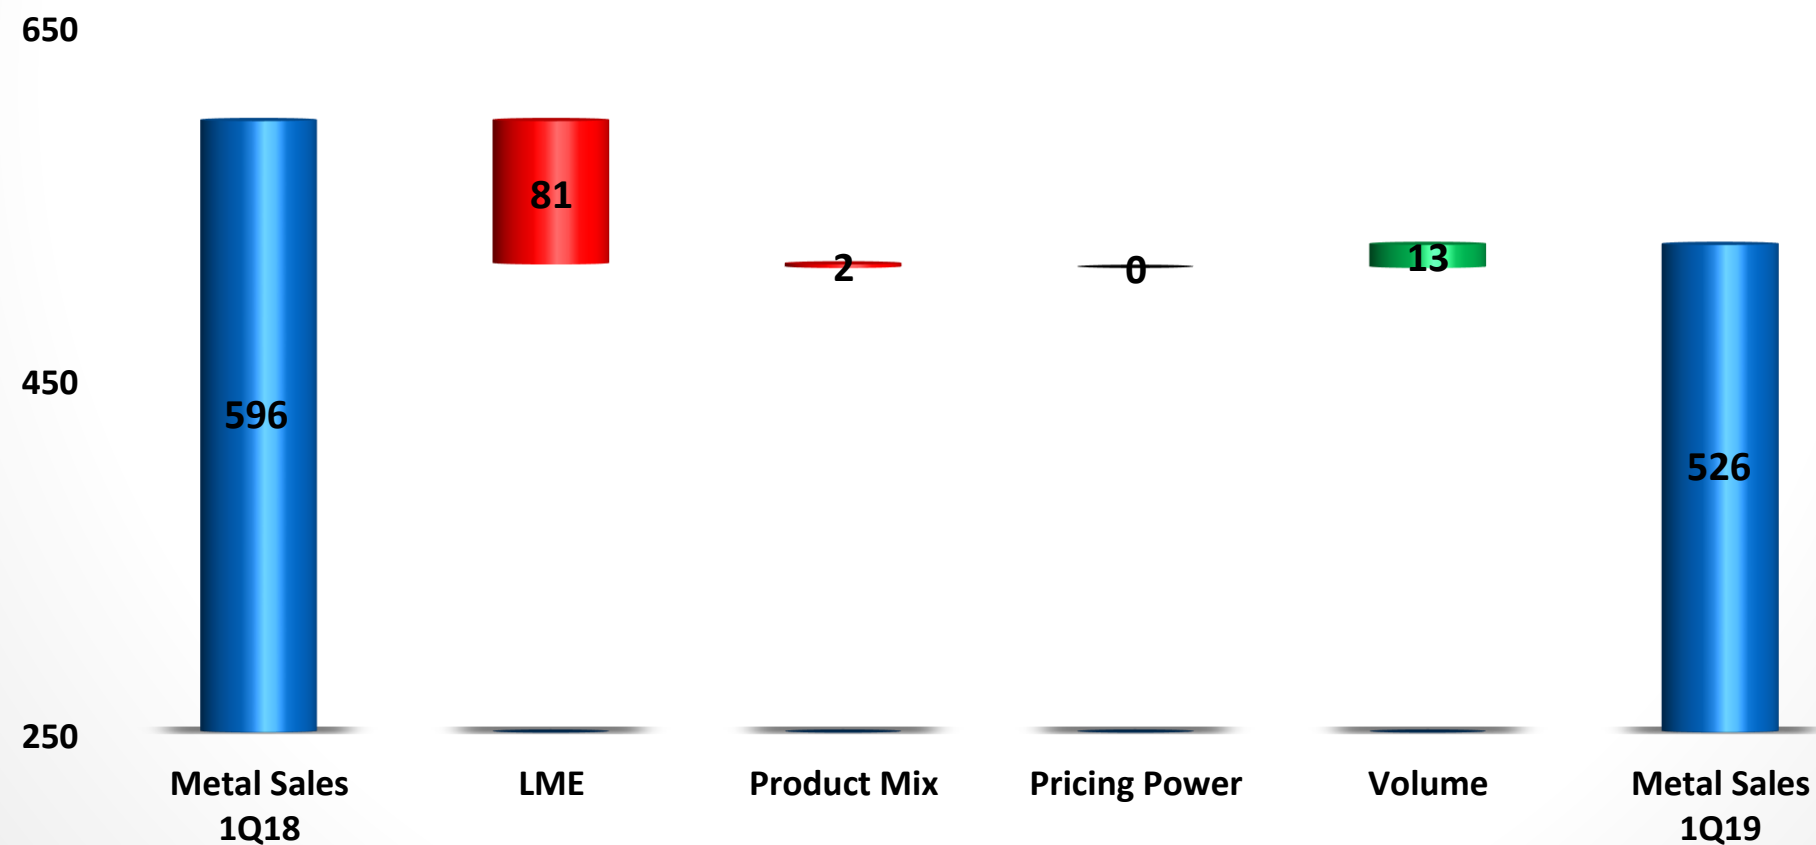 650
450
250
596
81
2
0
13
526
Metal Sales
1Q18
LME
Product Mix
Pricing Power
Volume
Metal Sales
1Q19